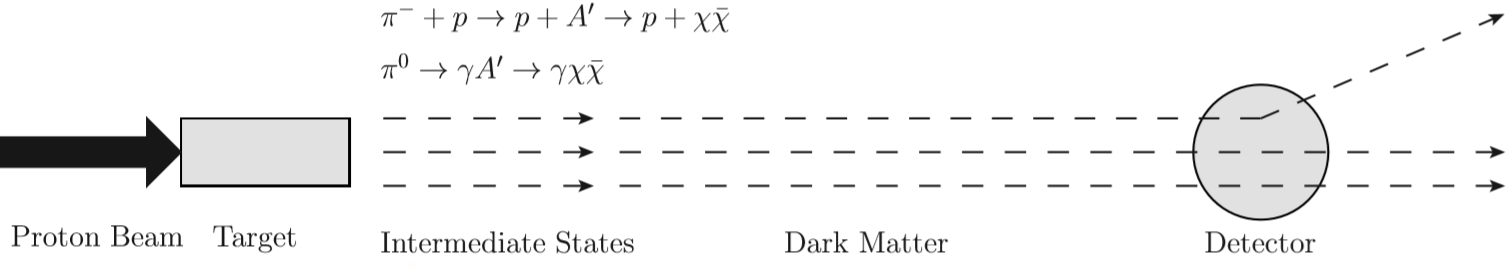 π⁻ + p → p + A′ → p + χχ̄
π⁰ → γA′ → γχχ̄
Proton Beam Target Intermediate States Dark Matter Detector